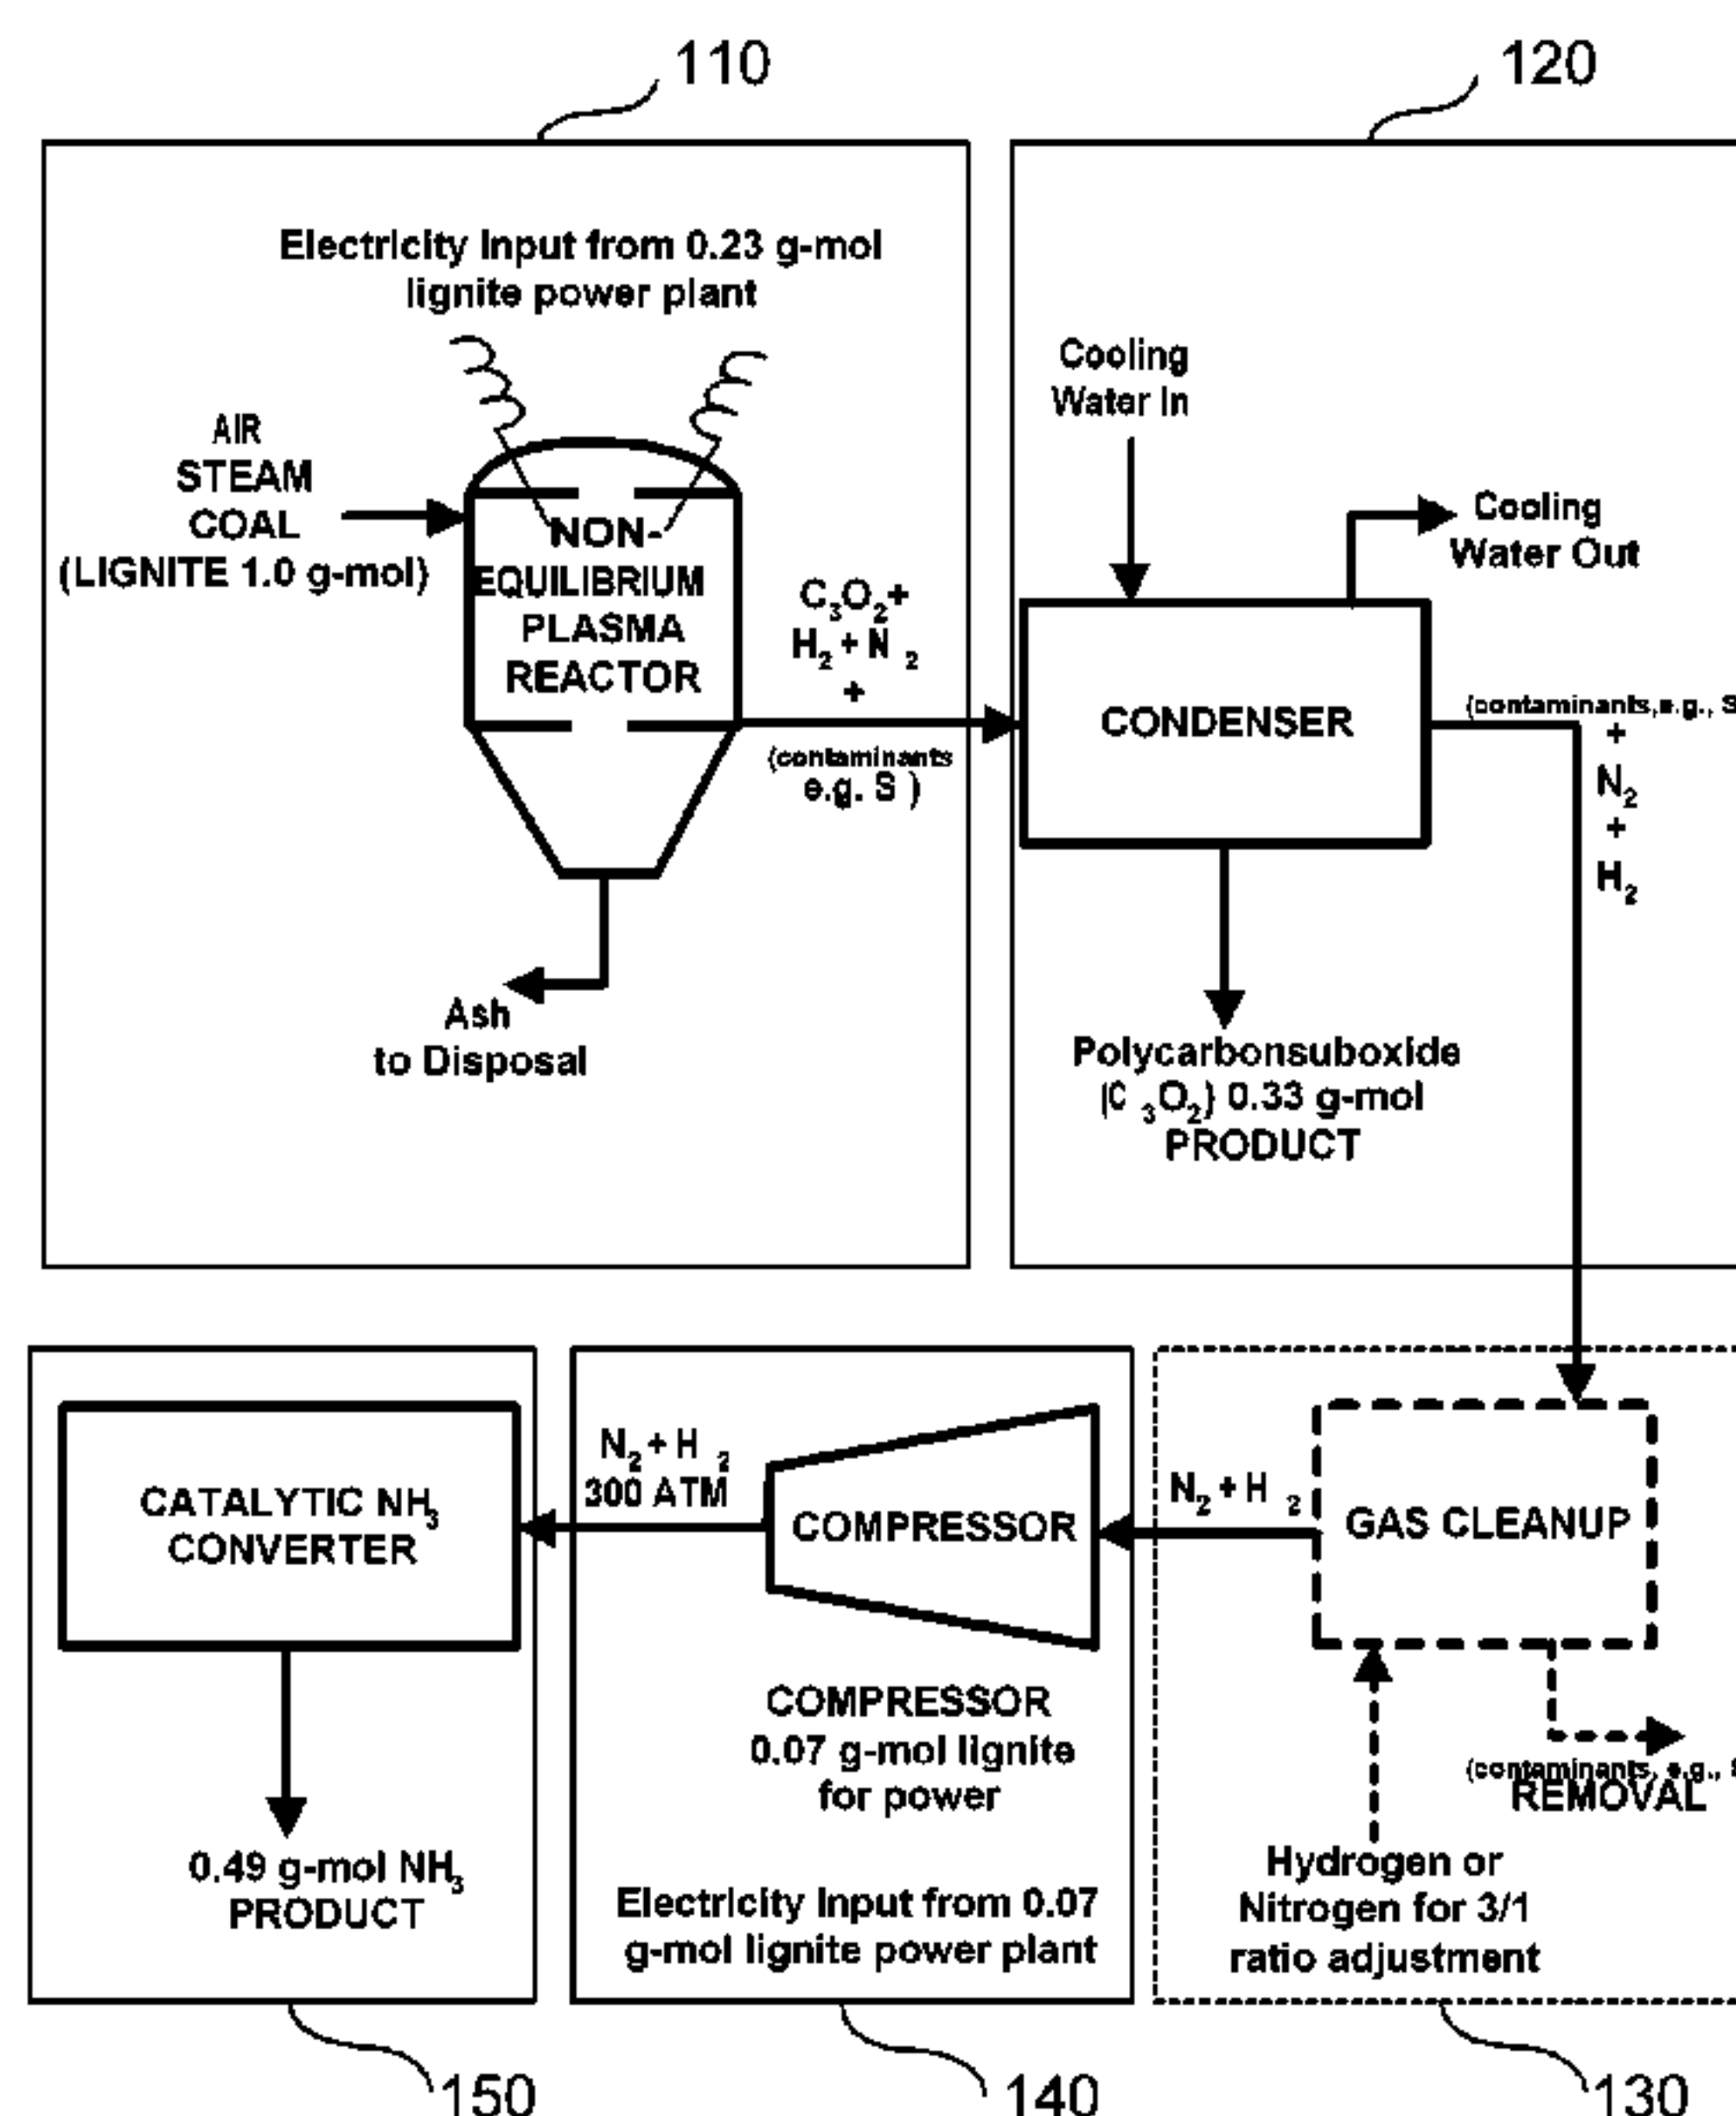 110
120
Electricity Input from 0.23 g-mol
lignite power plant
AIR
STEAM
COAL
(LIGNITE 1.0 g-mol)
NON-
EQUILIBRIUM
PLASMA
REACTOR
C3O2+
H2 + N2
+
(contaminants
e.g. S )
Ash
to Disposal
Cooling
Water In
Cooling
Water Out
CONDENSER
(contaminants,e.g., S
+
N2
+
H2
Polycarbonsuboxide
(C3O2) 0.33 g-mol
PRODUCT
CATALYTIC NH3
CONVERTER
0.49 g-mol NH3
PRODUCT
N2 + H2
300 ATM
COMPRESSOR
COMPRESSOR
0.07 g-mol lignite
for power
Electricity Input from 0.07
g-mol lignite power plant
N2 + H2
GAS CLEANUP
(contaminants, e.g., S
REMOVAL
Hydrogen or
Nitrogen for 3/1
ratio adjustment
150
140
130